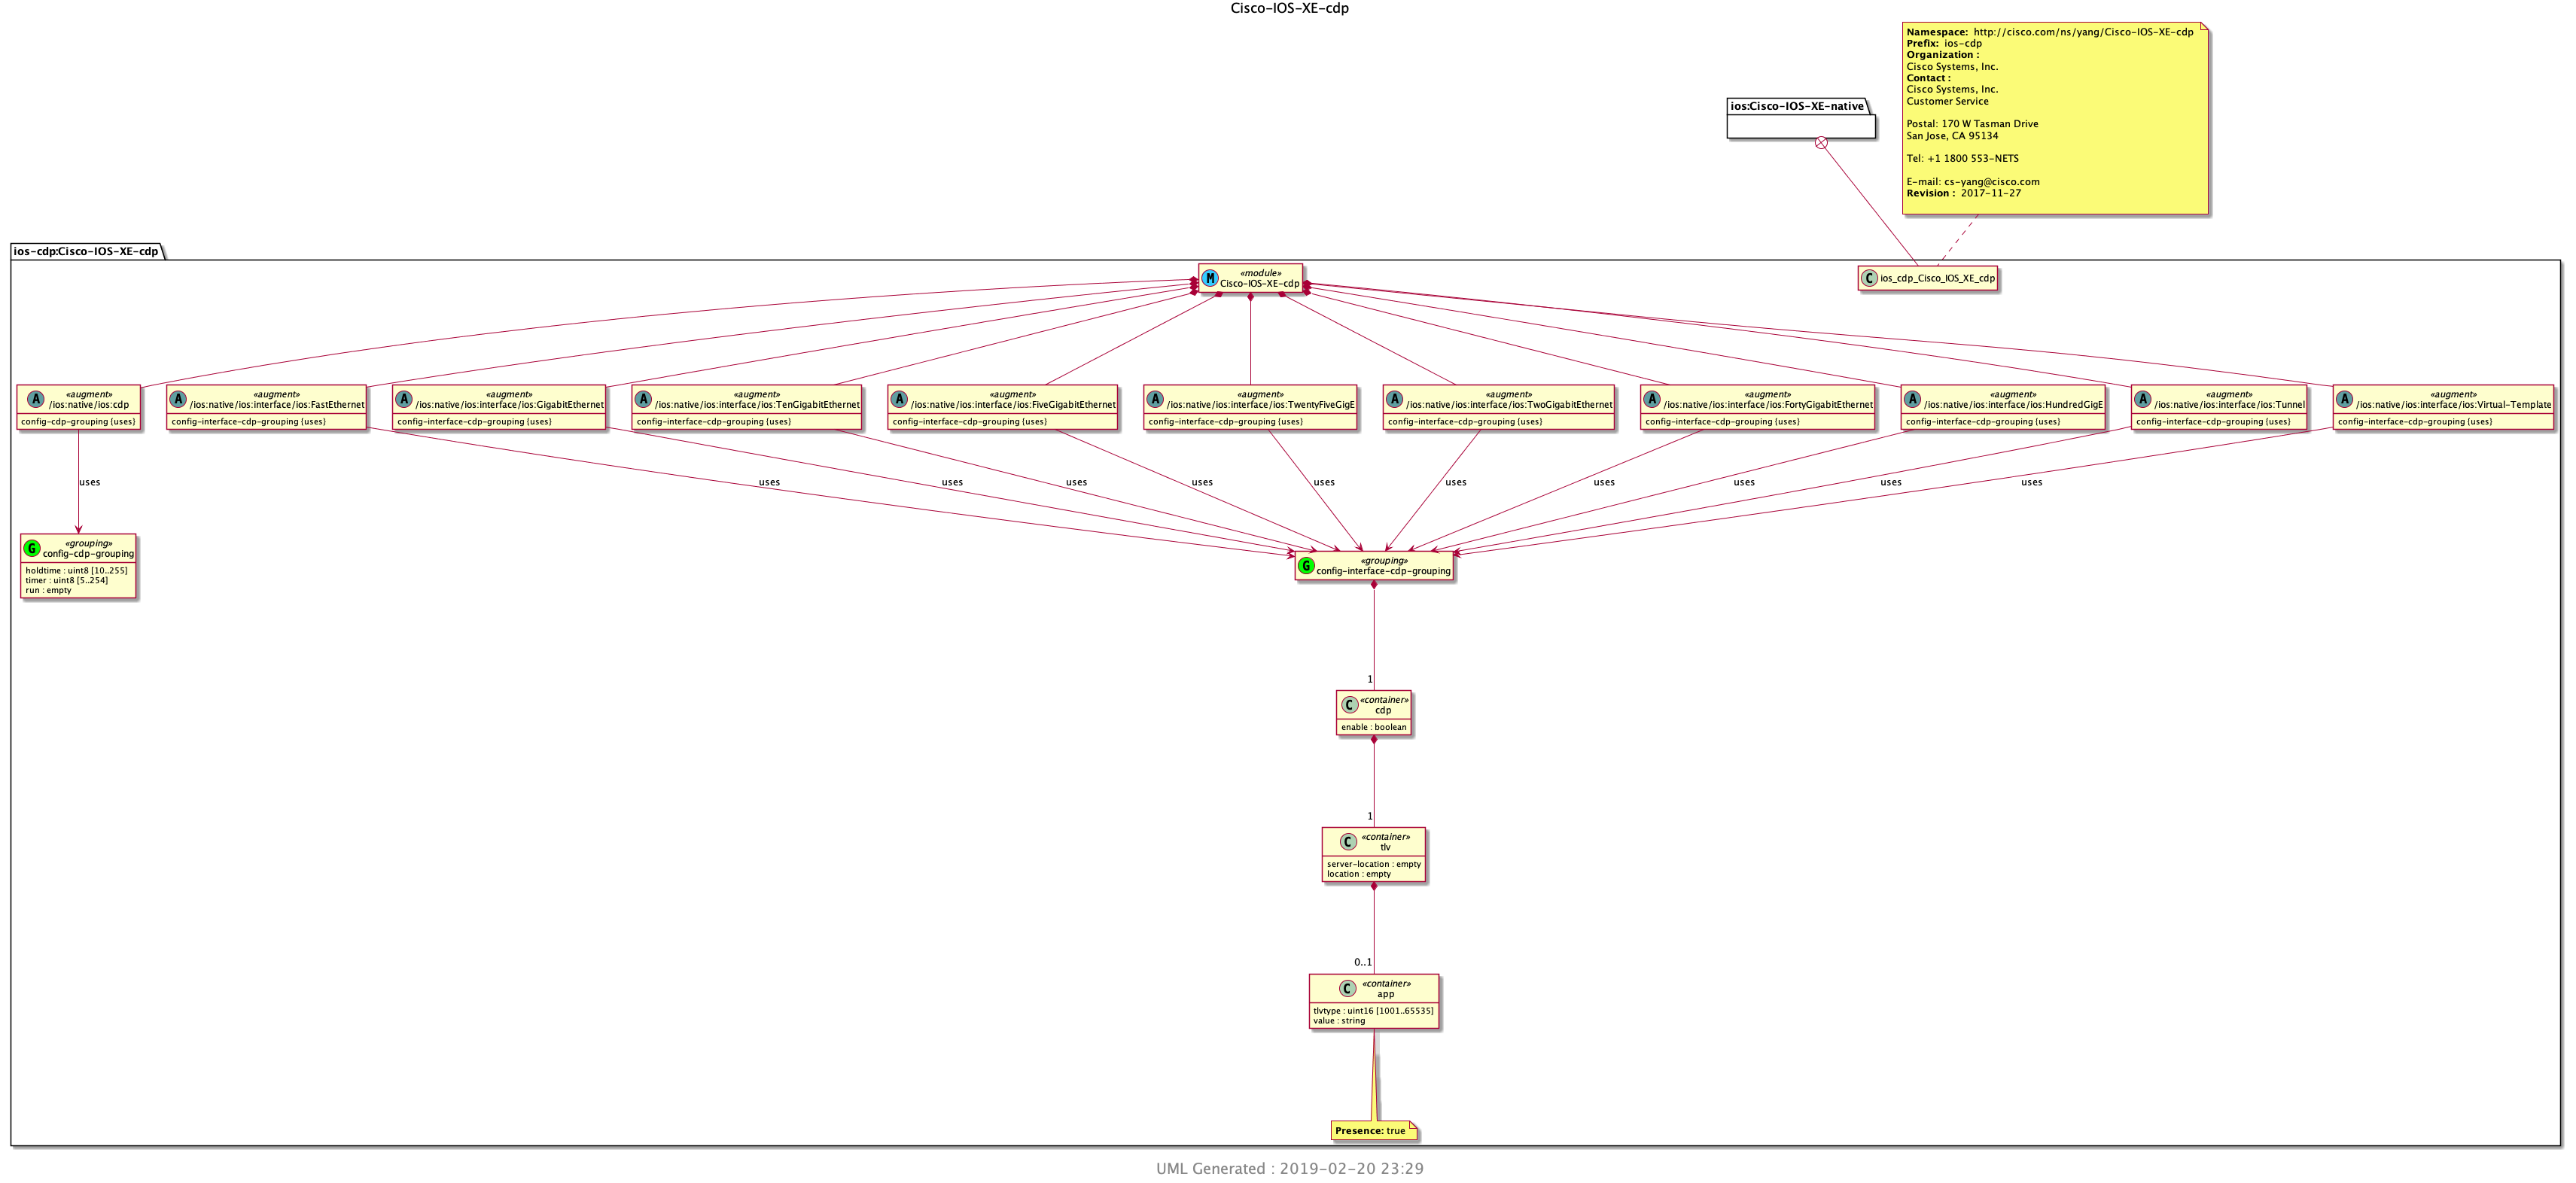 Cisco-IOS-XE-cdp
Namespace: http://cisco.com/ns/yang/Cisco-IOS-XE-cdp
Prefix: ios-cdp
Organization :
Cisco Systems, Inc.
Contact :
Cisco Systems, Inc.
Customer Service
Postal: 170 W Tasman Drive
San Jose, CA 95134
Tel: +1 1800 553-NETS
E-mail: cs-yang@cisco.com
Revision : 2017-11-27
ios:Cisco-IOS-XE-native
ios-cdp:Cisco-IOS-XE-cdp
M
«module»
Cisco-IOS-XE-cdp
C
ios_cdp_Cisco_IOS_XE_cdp
A
«augment»
/ios:native/ios:cdp
config-cdp-grouping {uses}
A
«augment»
/ios:native/ios:interface/ios:FastEthernet
config-interface-cdp-grouping {uses}
A
«augment»
/ios:native/ios:interface/ios:GigabitEthernet
config-interface-cdp-grouping {uses}
A
«augment»
/ios:native/ios:interface/ios:TenGigabitEthernet
config-interface-cdp-grouping {uses}
A
«augment»
/ios:native/ios:interface/ios:FiveGigabitEthernet
config-interface-cdp-grouping {uses}
A
«augment»
/ios:native/ios:interface/ios:TwentyFiveGigE
config-interface-cdp-grouping {uses}
A
«augment»
/ios:native/ios:interface/ios:TwoGigabitEthernet
config-interface-cdp-grouping {uses}
A
«augment»
/ios:native/ios:interface/ios:FortyGigabitEthernet
config-interface-cdp-grouping {uses}
A
«augment»
/ios:native/ios:interface/ios:HundredGigE
config-interface-cdp-grouping {uses}
A
«augment»
/ios:native/ios:interface/ios:Tunnel
config-interface-cdp-grouping {uses}
A
«augment»
/ios:native/ios:interface/ios:Virtual-Template
config-interface-cdp-grouping {uses}
uses
uses
uses
uses
uses
uses
uses
uses
uses
uses
uses
G
«grouping»
config-cdp-grouping
holdtime : uint8 [10..255]
timer : uint8 [5..254]
run : empty
G
«grouping»
config-interface-cdp-grouping
1
C
«container»
cdp
enable : boolean
1
C
«container»
tlv
server-location : empty
location : empty
0..1
C
«container»
app
tlvtype : uint16 [1001..65535]
value : string
Presence: true
UML Generated : 2019-02-20 23:29